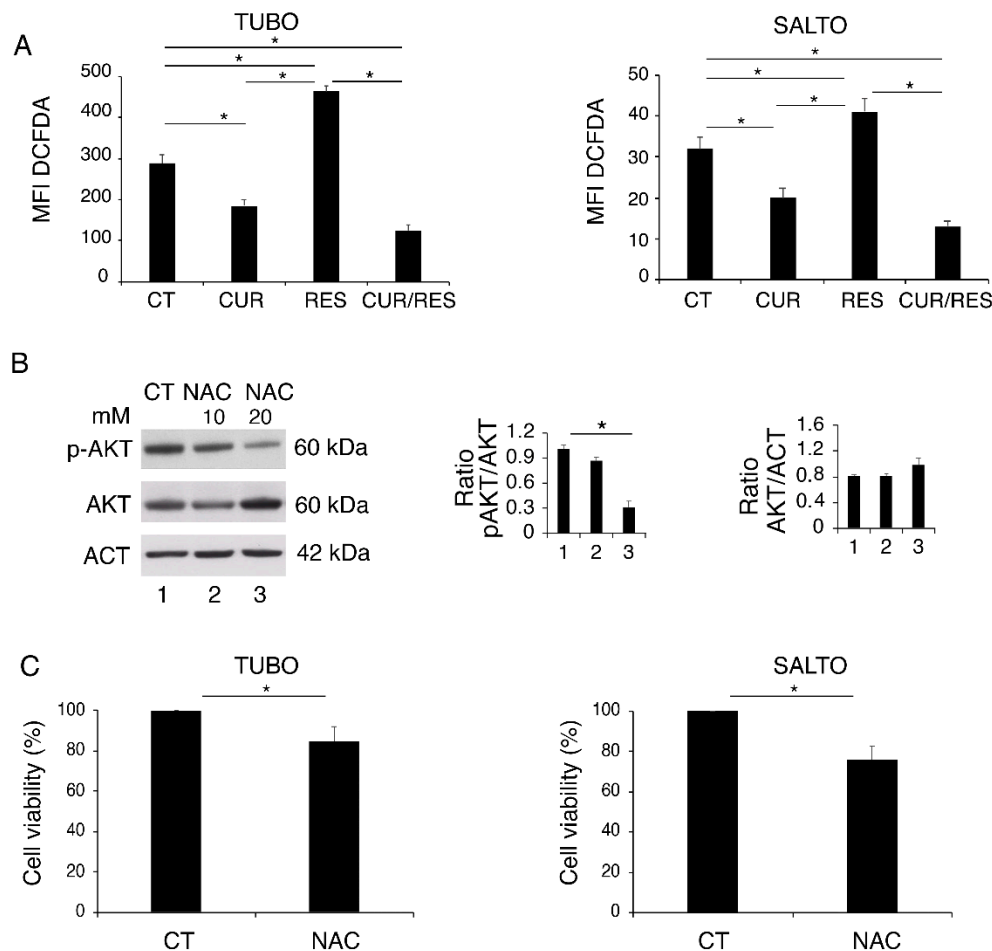 A
TUBO
*
*
*
*
*
MFI DCFDA
500
300
200
100
0
CT CUR RES CUR/RES
SALTO
*
*
*
*
*
MFI DCFDA
50
40
30
20
10
0
CT CUR RES CUR/RES
B
CT NAC NAC
mM 10 20
p-AKT 60 kDa
AKT 60 kDa
ACT 42 kDa
1 2 3
Ratio
pAKT/AKT
1.2
0.9
0.6
0.3
0
*
1 2 3
Ratio
AKT/ACT
1.6
1.2
0.8
0.4
0
1 2 3
C
TUBO
*
Cell viability (%)
100
80
60
40
20
0
CT NAC
SALTO
*
Cell viability (%)
100
80
60
40
20
0
CT NAC